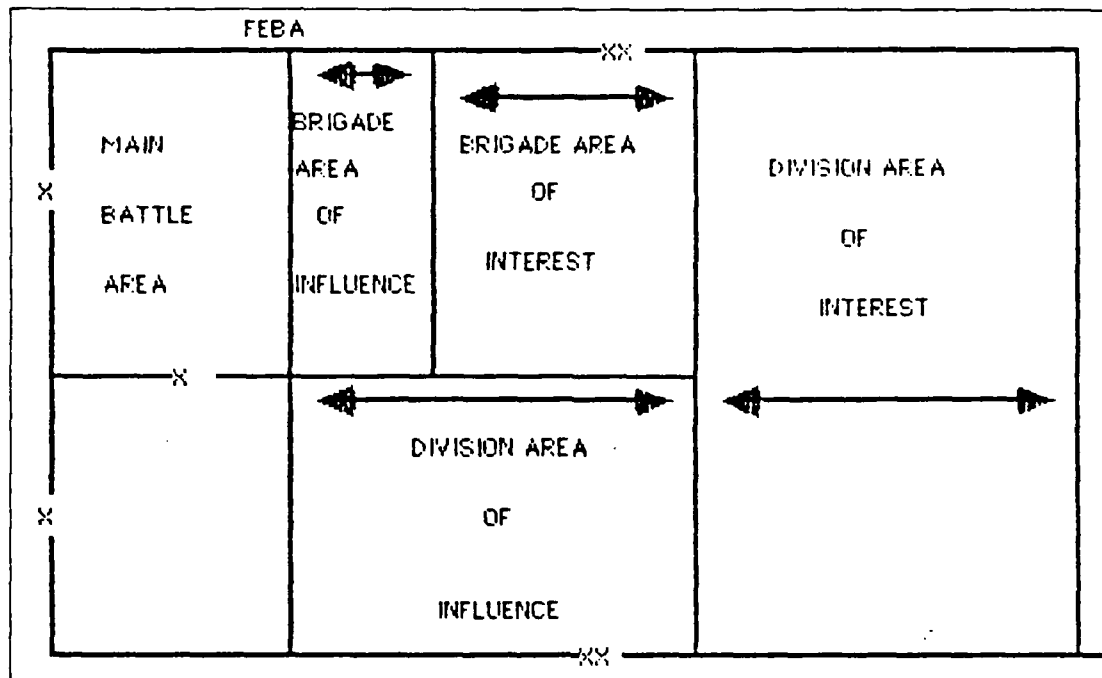 FEBA
XX
MAIN
BATTLE
AREA
BRIGADE
AREA
OF
INFLUENCE
BRIGADE AREA
OF
INTEREST
DIVISION AREA
OF
INTEREST
X
X
X
DIVISION AREA
OF
INFLUENCE
XX